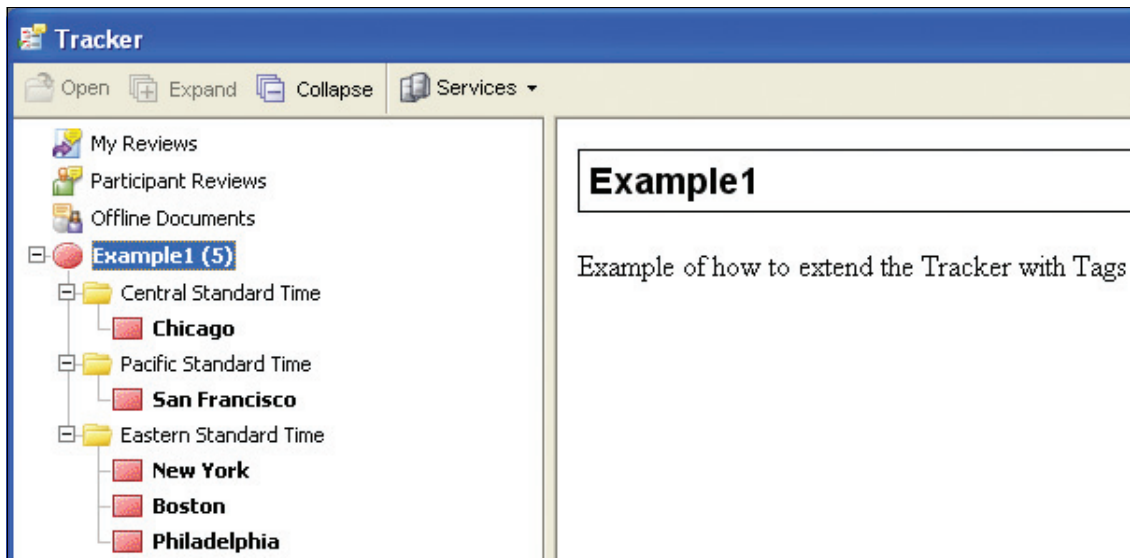 Tracker
Open Expand Collapse Services
My Reviews
Participant Reviews
Offline Documents
Example1 (5)
Central Standard Time
Chicago
Pacific Standard Time
San Francisco
Eastern Standard Time
New York
Boston
Philadelphia
Example1
Example of how to extend the Tracker with Tags